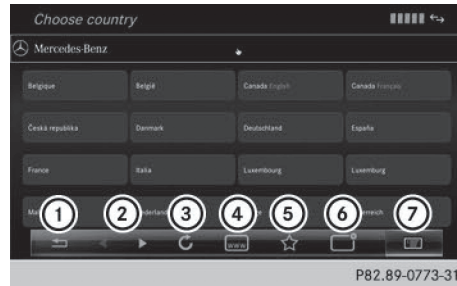 Choose country
Mercedes-Benz
Belgique België Canada English Canada Français
Česká republika Danmark Deutschland España
France Italia Luxembourg Luxemburg
1 2 3 4 5 6 7
www
P82.89-0773-31